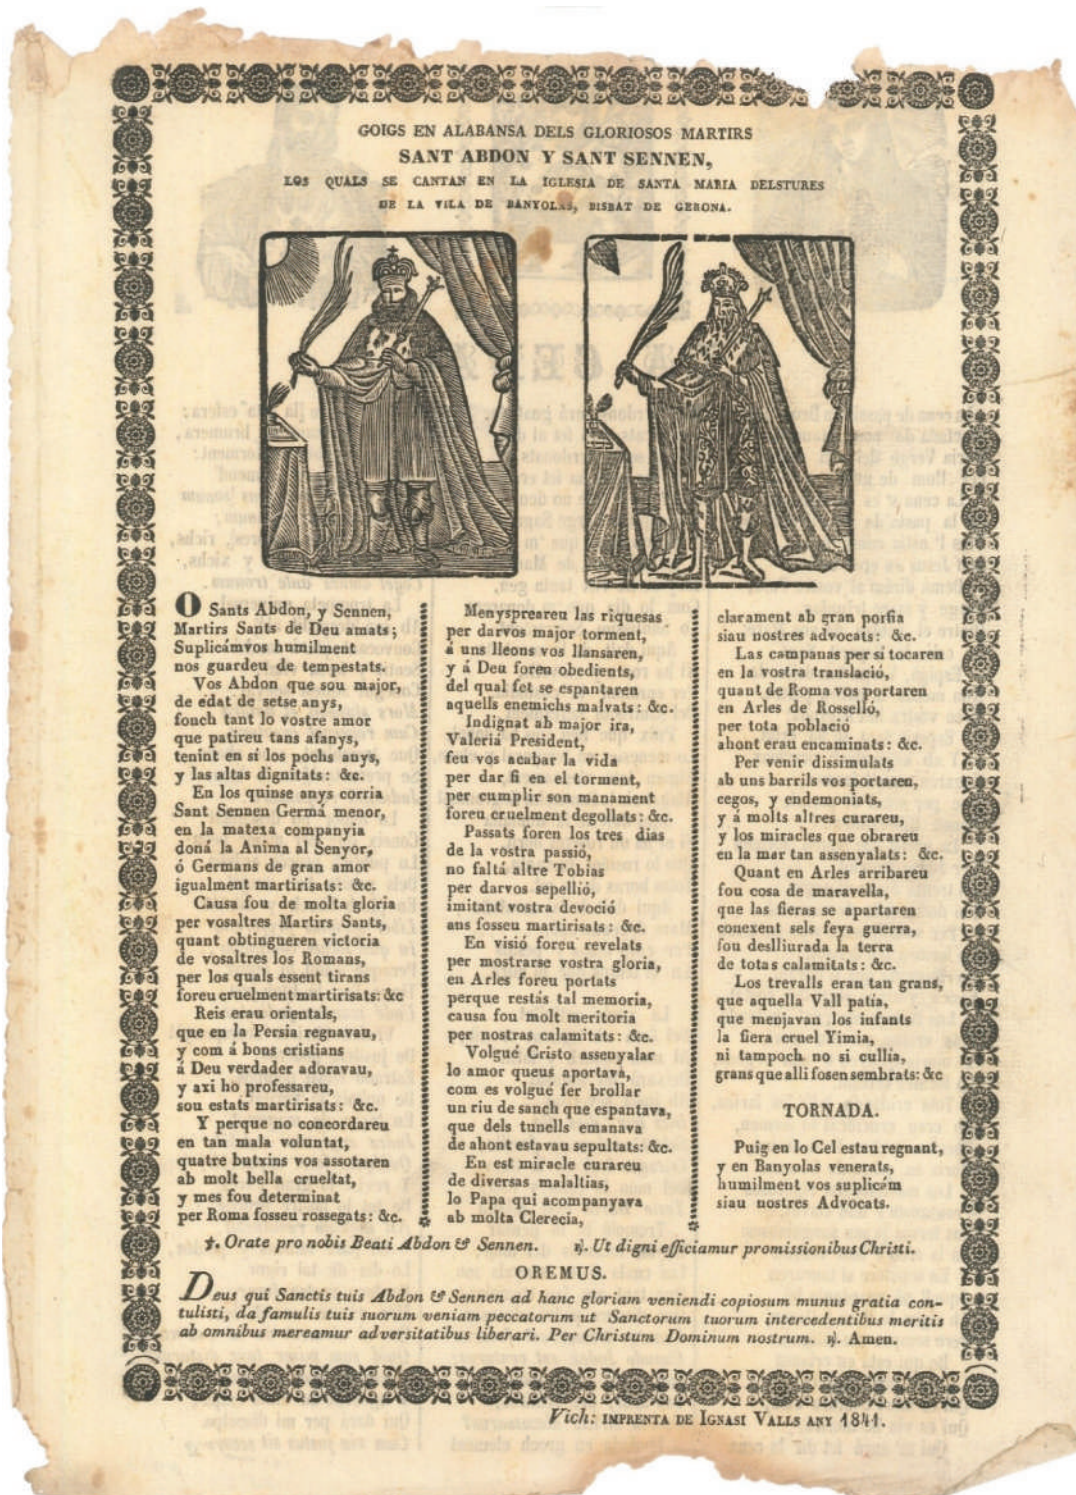 GOIGS EN ALABANSA DELS GLORIOSOS MARTIRS
SANT ABDON Y SANT SENNEN,
LOS QUALS SE CANTAN EN LA IGLESIA DE SANTA MARIA DELSTURES
DE LA VILA DE BANYOLAS, BISBAT DE GERONA.
O Sants Abdon, y Sennen,
Martirs Sants de Deu amats;
Suplicámvos humilment
nos guardeu de tempestats.
Vos Abdon que sou major,
de edat de setse anys,
fonch tant lo vostre amor
que patireu tans afanys,
tenint en sí los pochs anys,
y las altas dignitats: &c.
En los quinse anys corria
Sant Sennen Germá menor,
en la matexa companyia
doná la Anima al Senyor,
ó Germans de gran amor
igualment martirisats: &c.
Causa fou de molta gloria
per vosaltres Martirs Sants,
quant obtingueren victoria
de vosaltres los Romans,
per los quals essent tirans
foreu cruelment martirisats: &c
Reis erau orientals,
que en la Persia regnavau,
y com á bons cristians
á Deu verdader adoravau,
y axi ho professareu,
sou estats martirisats: &c.
Y perque no concordareu
en tan mala voluntat,
quatre butxins vos assotaren
ab molt bella crueltat,
y mes fou determinat
per Roma fosseu rossegats: &c.
Menyspreareu las riquesas
per darvos major torment,
á uns lleons vos llansaren,
y á Deu foren obedients,
del qual fet se espantaren
aquells enemichs malvats: &c.
Indignat ab major ira,
Valeriá President,
feu vos acabar la vida
per dar fi en el torment,
per cumplir son manament
foreu cruelment degollats: &c.
Passats foren los tres dias
de la vostra passió,
no faltá altre Tobias
per darvos sepellió,
imitant vostra devoció
ans fosseu martirisats: &c.
En visió foreu revelats
per mostrarse vostra gloria,
en Arles foreu portats
perque restás tal memoria,
causa fou molt meritoria
per nostras calamitats: &c.
Volgué Cristo assenyalar
lo amor queus aportava,
com es volgué fer brollar
un riu de sanch que espantava,
que dels tunells emanava
de ahont estavau sepultats: &c.
En est miracle curareu
de diversas malaltias,
lo Papa qui acompanyava
ab molta Clerecia,
clarament ab gran porfia
siau nostres advocats: &c.
Las campanas per si tocaren
en la vostra translació,
quant de Roma vos portaren
en Arles de Rosselló,
per tota població
ahont erau encaminats: &c.
Per venir dissimulats
ab uns barrils vos portaren,
cegos, y endemoniats,
y á molts altres curareu,
y los miracles que obrareu
en la mar tan assenyalats: &c.
Quant en Arles arribareu
fou cosa de maravella,
que las fieras se apartaren
conexent sels feya guerra,
fou deslliurada la terra
de totas calamitats: &c.
Los trevalls eran tan grans,
que aquella Vall patia,
que menjavan los infants
la fiera cruel Yimia,
ni tampoch no si cullia,
grans que alli fosen sembrats: &c
TORNADA.
Puig en lo Cel estau regnant,
y en Banyolas venerats,
humilment vos suplicám
siau nostres Advocats.
℣. Orate pro nobis Beati Abdon & Sennen. ℟. Ut digni efficiamur promissionibus Christi.
OREMUS.
Deus qui Sanctis tuis Abdon & Sennen ad hanc gloriam veniendi copiosum munus gratia con-
tulisti, da famulis tuis suorum veniam peccatorum ut Sanctorum tuorum intercedentibus meritis
ab omnibus mereamur adversitatibus liberari. Per Christum Dominum nostrum. ℟. Amen.
Vich: IMPRENTA DE IGNASI VALLS ANY 1841.